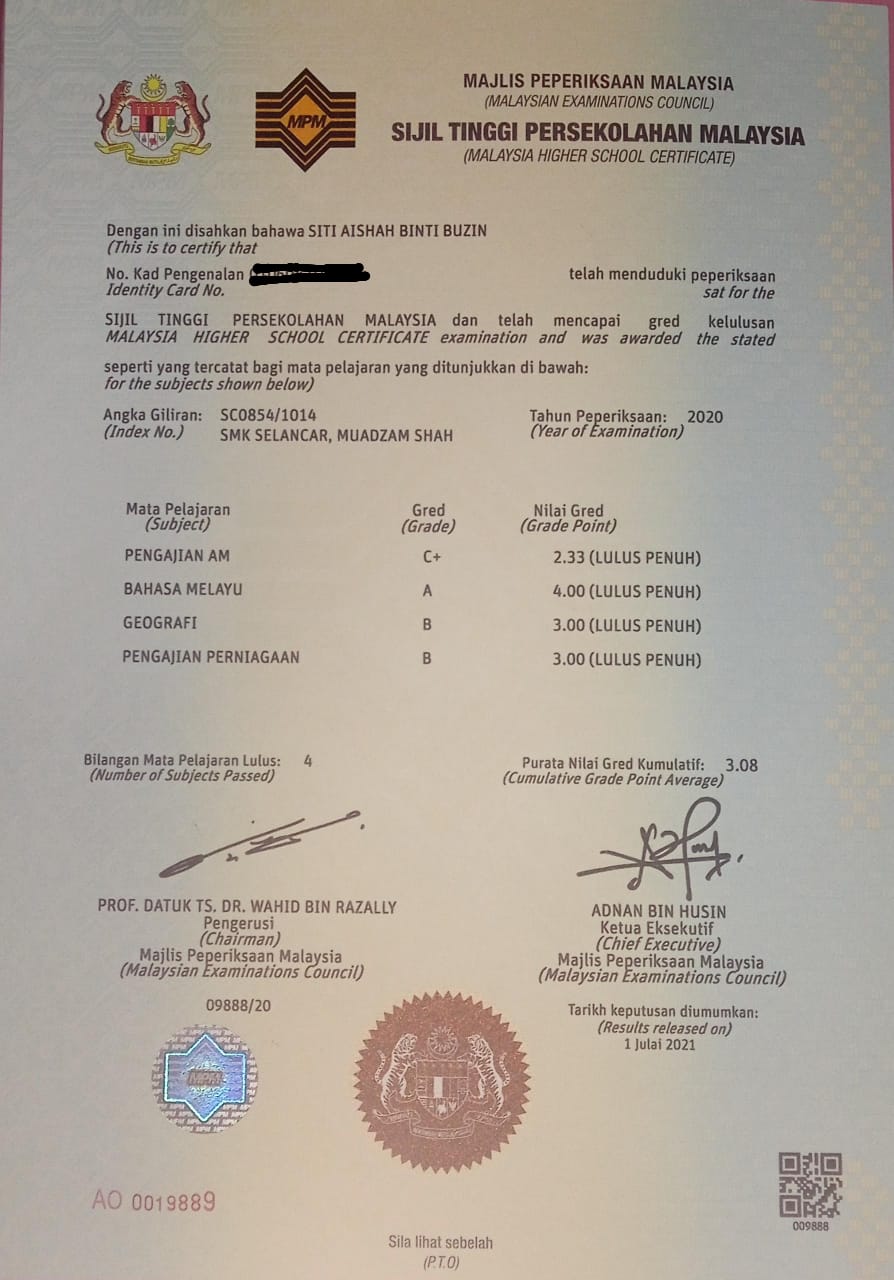 MPM
MAJLIS PEPERIKSAAN MALAYSIA
(MALAYSIAN EXAMINATIONS COUNCIL)
SIJIL TINGGI PERSEKOLAHAN MALAYSIA
(MALAYSIA HIGHER SCHOOL CERTIFICATE)
Dengan ini disahkan bahawa SITI AISHAH BINTI BUZIN
(This is to certify that
No. Kad Pengenalan telah menduduki peperiksaan
Identity Card No. sat for the
SIJIL TINGGI PERSEKOLAHAN MALAYSIA dan telah mencapai gred kelulusan
MALAYSIA HIGHER SCHOOL CERTIFICATE examination and was awarded the stated
seperti yang tercatat bagi mata pelajaran yang ditunjukkan di bawah:
for the subjects shown below)
Angka Giliran: SC0854/1014 Tahun Peperiksaan: 2020
(Index No.) SMK SELANCAR, MUADZAM SHAH (Year of Examination)
Mata Pelajaran Gred Nilai Gred
(Subject) (Grade) (Grade Point)
PENGAJIAN AM C+ 2.33 (LULUS PENUH)
BAHASA MELAYU A 4.00 (LULUS PENUH)
GEOGRAFI B 3.00 (LULUS PENUH)
PENGAJIAN PERNIAGAAN B 3.00 (LULUS PENUH)
Bilangan Mata Pelajaran Lulus: 4 Purata Nilai Gred Kumulatif: 3.08
(Number of Subjects Passed) (Cumulative Grade Point Average)
PROF. DATUK TS. DR. WAHID BIN RAZALLY
Pengerusi
(Chairman)
Majlis Peperiksaan Malaysia
(Malaysian Examinations Council)
ADNAN BIN HUSIN
Ketua Eksekutif
(Chief Executive)
Majlis Peperiksaan Malaysia
(Malaysian Examinations Council)
09888/20
Tarikh keputusan diumumkan:
(Results released on)
1 Julai 2021
MPM
AO 0019889
009888
Sila lihat sebelah
(P.T.O)